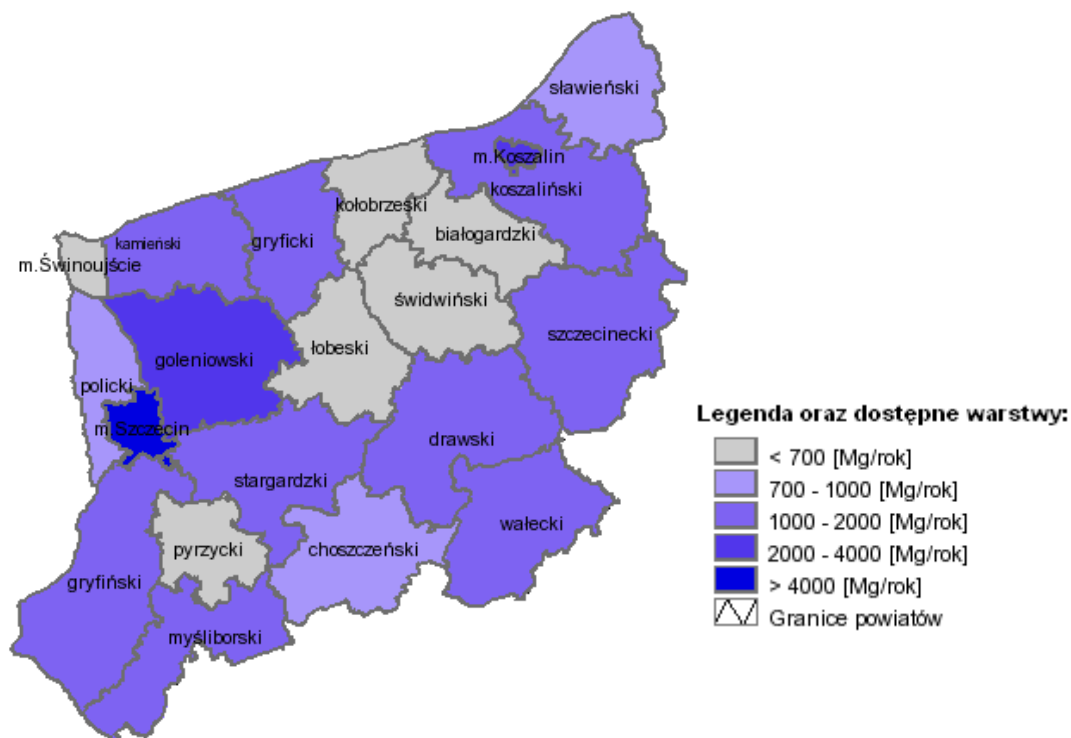 sławieński
m.Koszalin
koszaliński
kołobrzeski
białogardzki
kamieński
gryficki
m.Świnoujście
świdwiński
szczecinecki
łobeski
goleniowski
policki
m.Szczecin
drawski
stargardzki
wałecki
choszczeński
pyrzycki
gryfiński
myśliborski
Legenda oraz dostępne warstwy:
< 700 [Mg/rok]
700 - 1000 [Mg/rok]
1000 - 2000 [Mg/rok]
2000 - 4000 [Mg/rok]
> 4000 [Mg/rok]
Granice powiatów